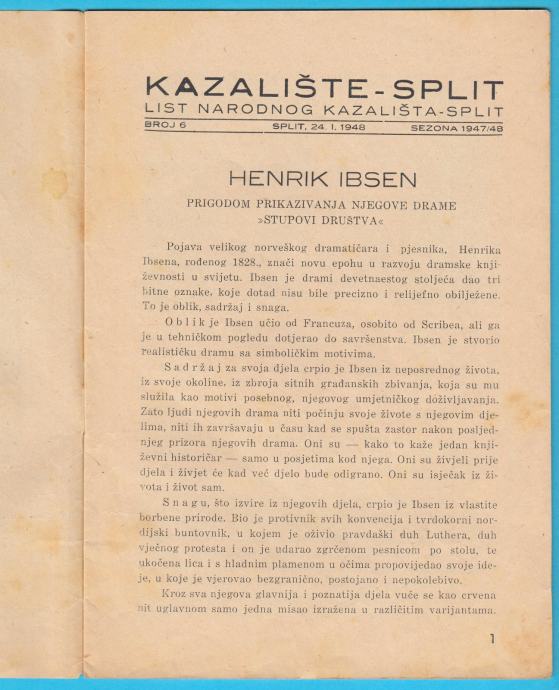 KAZALIŠTE-SPLIT
LIST NARODNOG KAZALIŠTA-SPLIT
BROJ 6 SPLIT, 24. I. 1948 SEZONA 1947/48
HENRIK IBSEN
PRIGODOM PRIKAZIVANJA NJEGOVE DRAME
»STUPOVI DRUŠTVA«
Pojava velikog norveškog dramatičara i pjesnika, Henrika
Ibsena, rođenog 1828., znači novu epohu u razvoju dramske knji-
ževnosti u svijetu. Ibsen je drami devetnaestog stoljeća dao tri
bitne oznake, koje dotad nisu bile precizno i reljefno obilježene.
To je oblik, sadržaj i snaga.
Oblik je Ibsen učio od Francuza, osobito od Scribea, ali ga
je u tehničkom pogledu dotjerao do savršenstva. Ibsen je stvorio
realističku dramu sa simboličkim motivima.
Sadržaj za svoja djela crpio je Ibsen iz neposrednog života,
iz svoje okoline, iz zbroja sitnih građanskih zbivanja, koja su mu
služila kao motivi posebnog, njegovog umjetničkog doživljavanja.
Zato ljudi njegovih drama niti počinju svoje živote s njegovim dje-
lima, niti ih završavaju u času kad se spušta zastor nakon posljed-
njeg prizora njegovih drama. Oni su — kako to kaže jedan knji-
ževni historičar — samo u posjetima kod njega. Oni su živjeli prije
djela i živjet će kad već djelo bude odigrano. Oni su isječak iz ži-
vota i život sam.
Snagu, što izvire iz njegovih djela, crpio je Ibsen iz vlastite
borbene prirode. Bio je protivnik svih konvencija i tvrdokorni nor-
dijski buntovnik, u kojem je oživio pravdaški duh Luthera, duh
vječnog protesta i on je udarao zgrčenom pesnicom po stolu, te
ukočena lica i s hladnim plamenom u očima propovijedao svoje ide-
je, u koje je vjerovao bezgranično, postojano i nepokolebivo.
Kroz sva njegova glavnija i poznatija djela vuče se kao crvena
nit uglavnom samo jedna misao izražena u različitim varijantama.
1